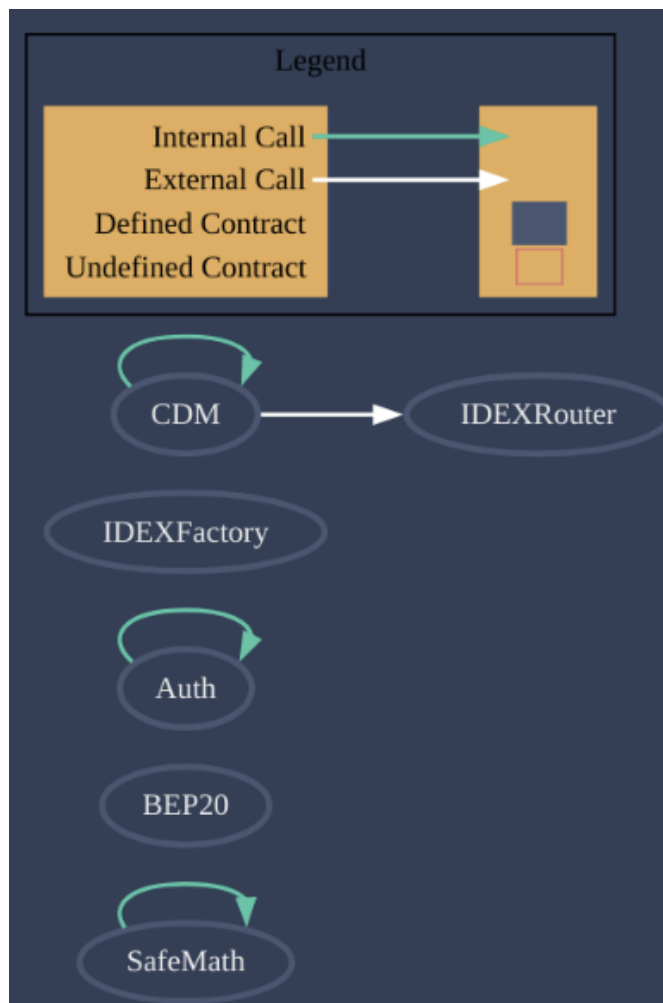 Legend
Internal Call
External Call
Defined Contract
Undefined Contract
CDM
IDEXRouter
IDEXFactory
Auth
BEP20
SafeMath